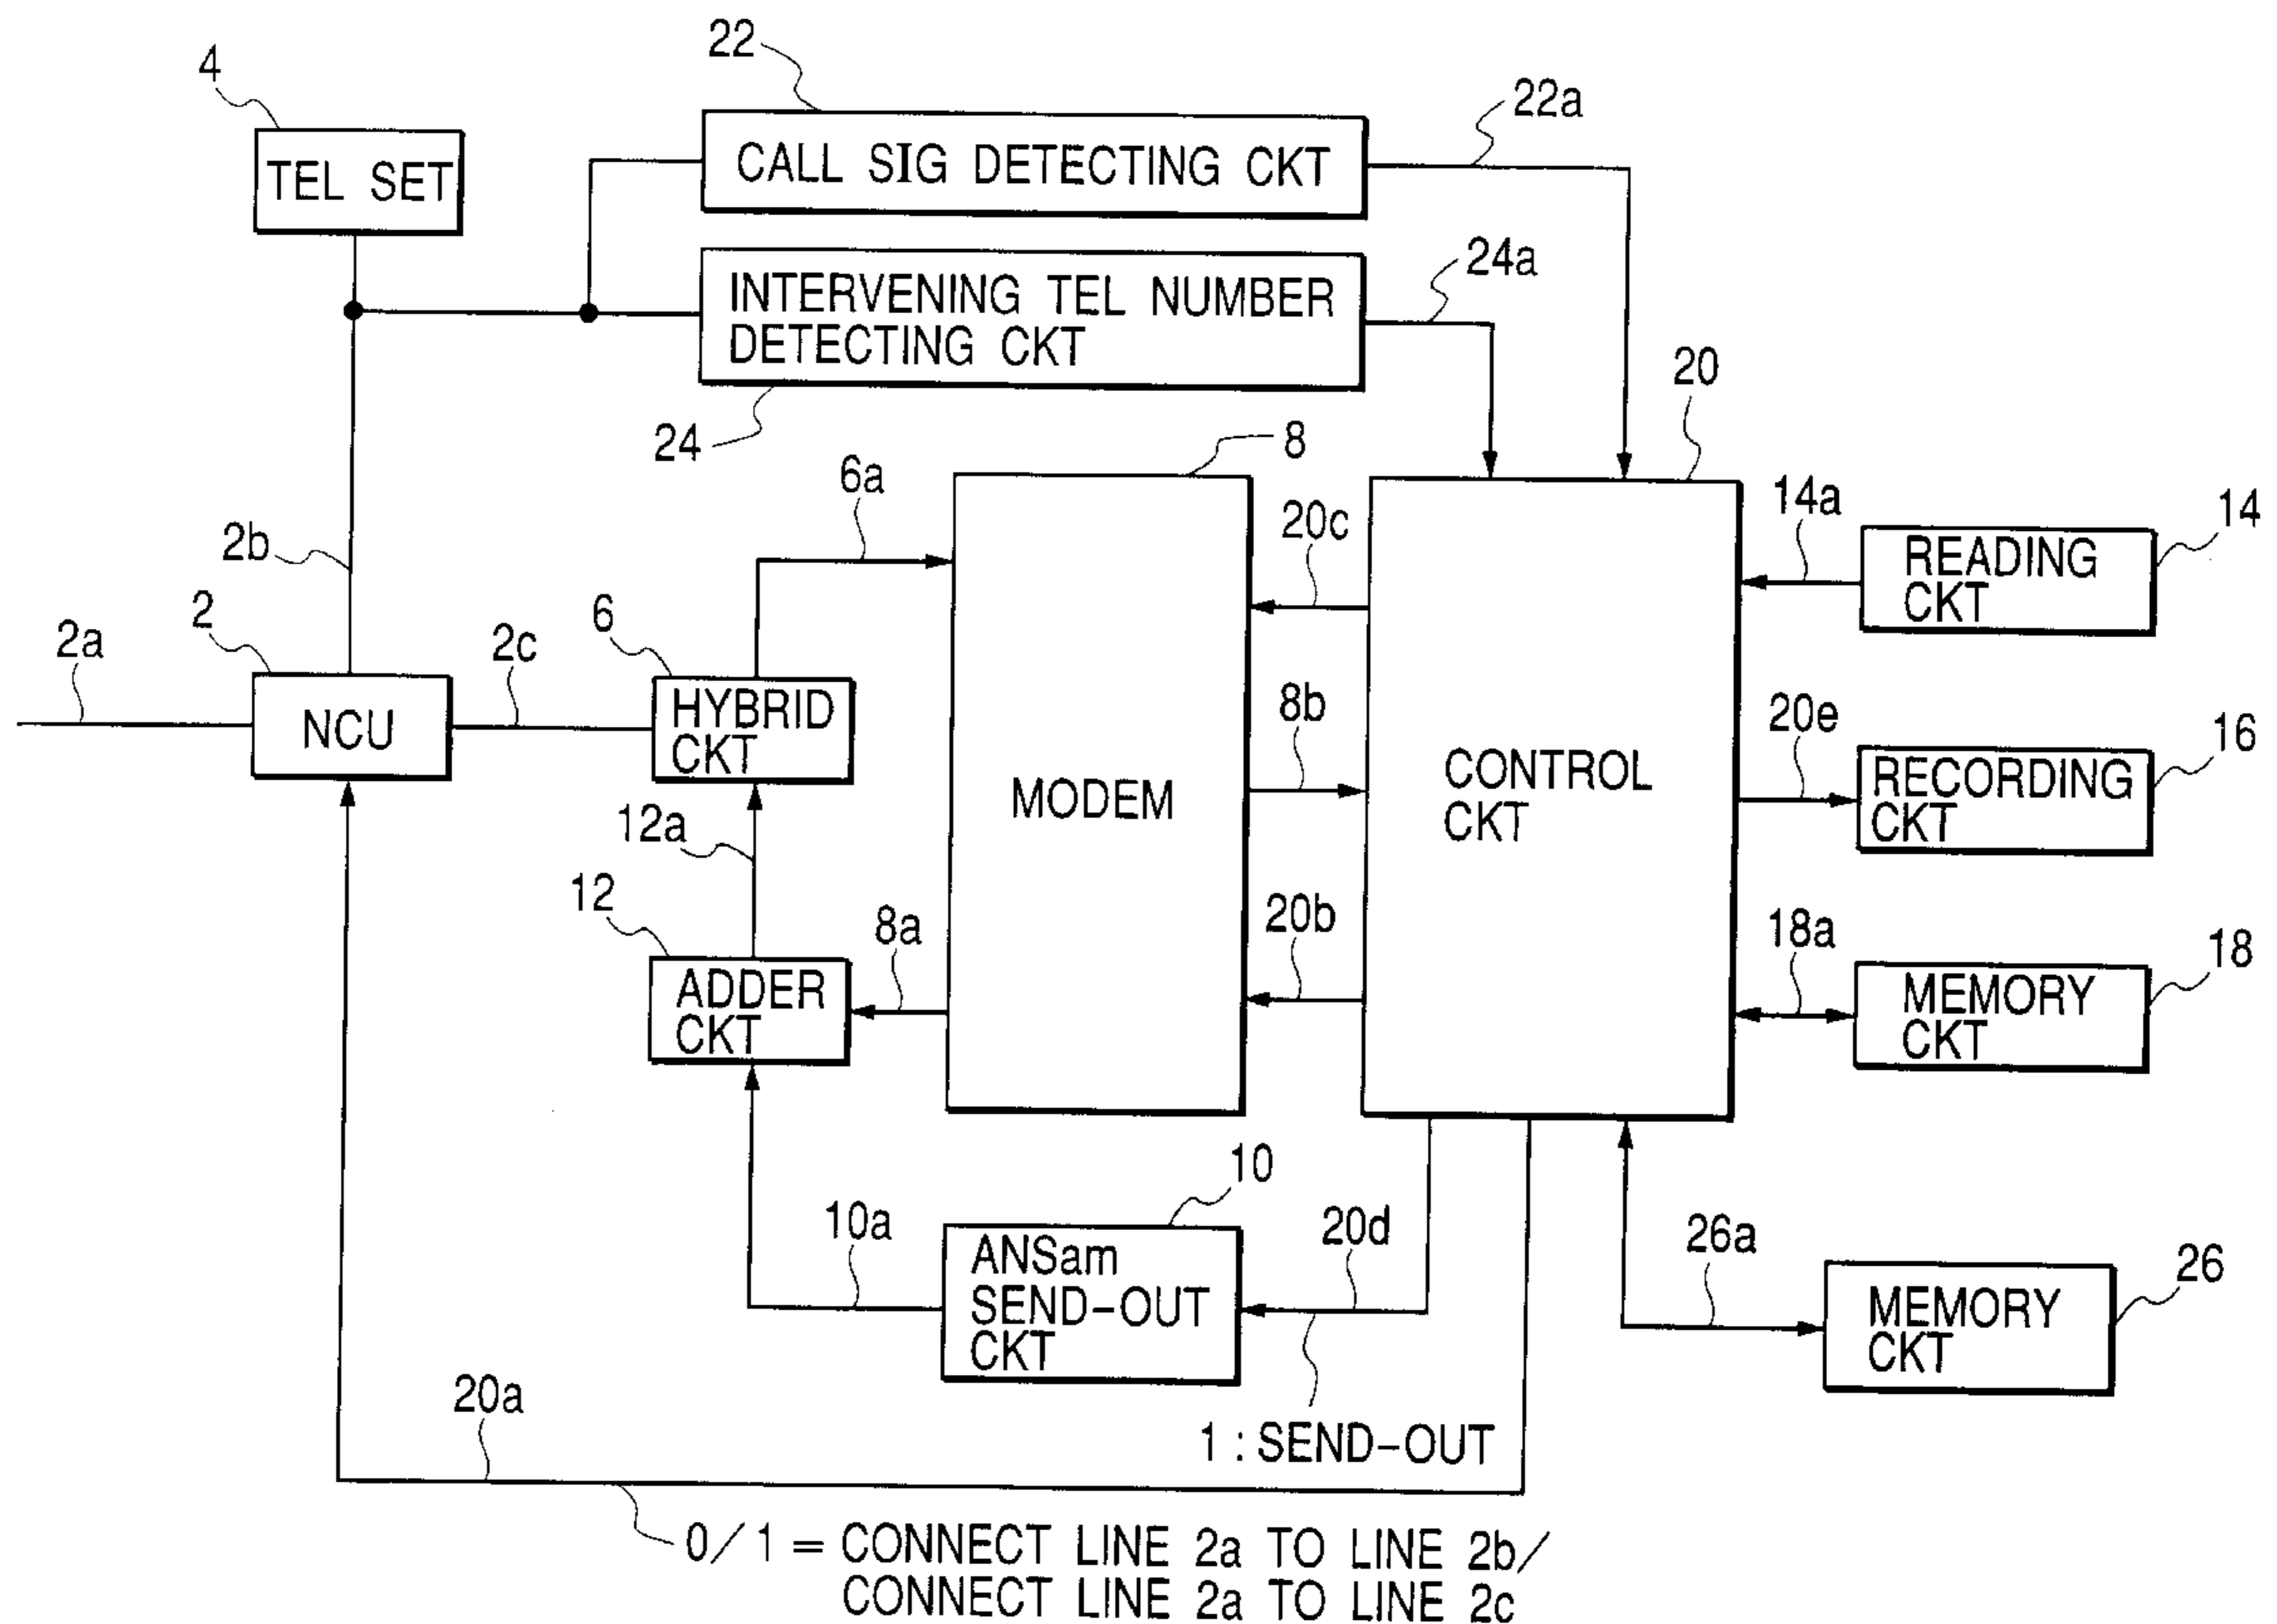 22
4
22a
TEL SET
CALL SIG DETECTING CKT
24a
INTERVENING TEL NUMBER
DETECTING CKT
20
24
8
6a
14a
14
20c
2b
READING
CKT
2
6
2a
2c
8b
20e
16
HYBRID
CKT
NCU
CONTROL
CKT
MODEM
RECORDING
CKT
12a
12
8a
20b
18a
18
ADDER
CKT
MEMORY
CKT
10
10a
20d
26a
26
ANSam
SEND-OUT
CKT
MEMORY
CKT
20a
1 : SEND-OUT
0/1 = CONNECT LINE 2a TO LINE 2b/
CONNECT LINE 2a TO LINE 2c